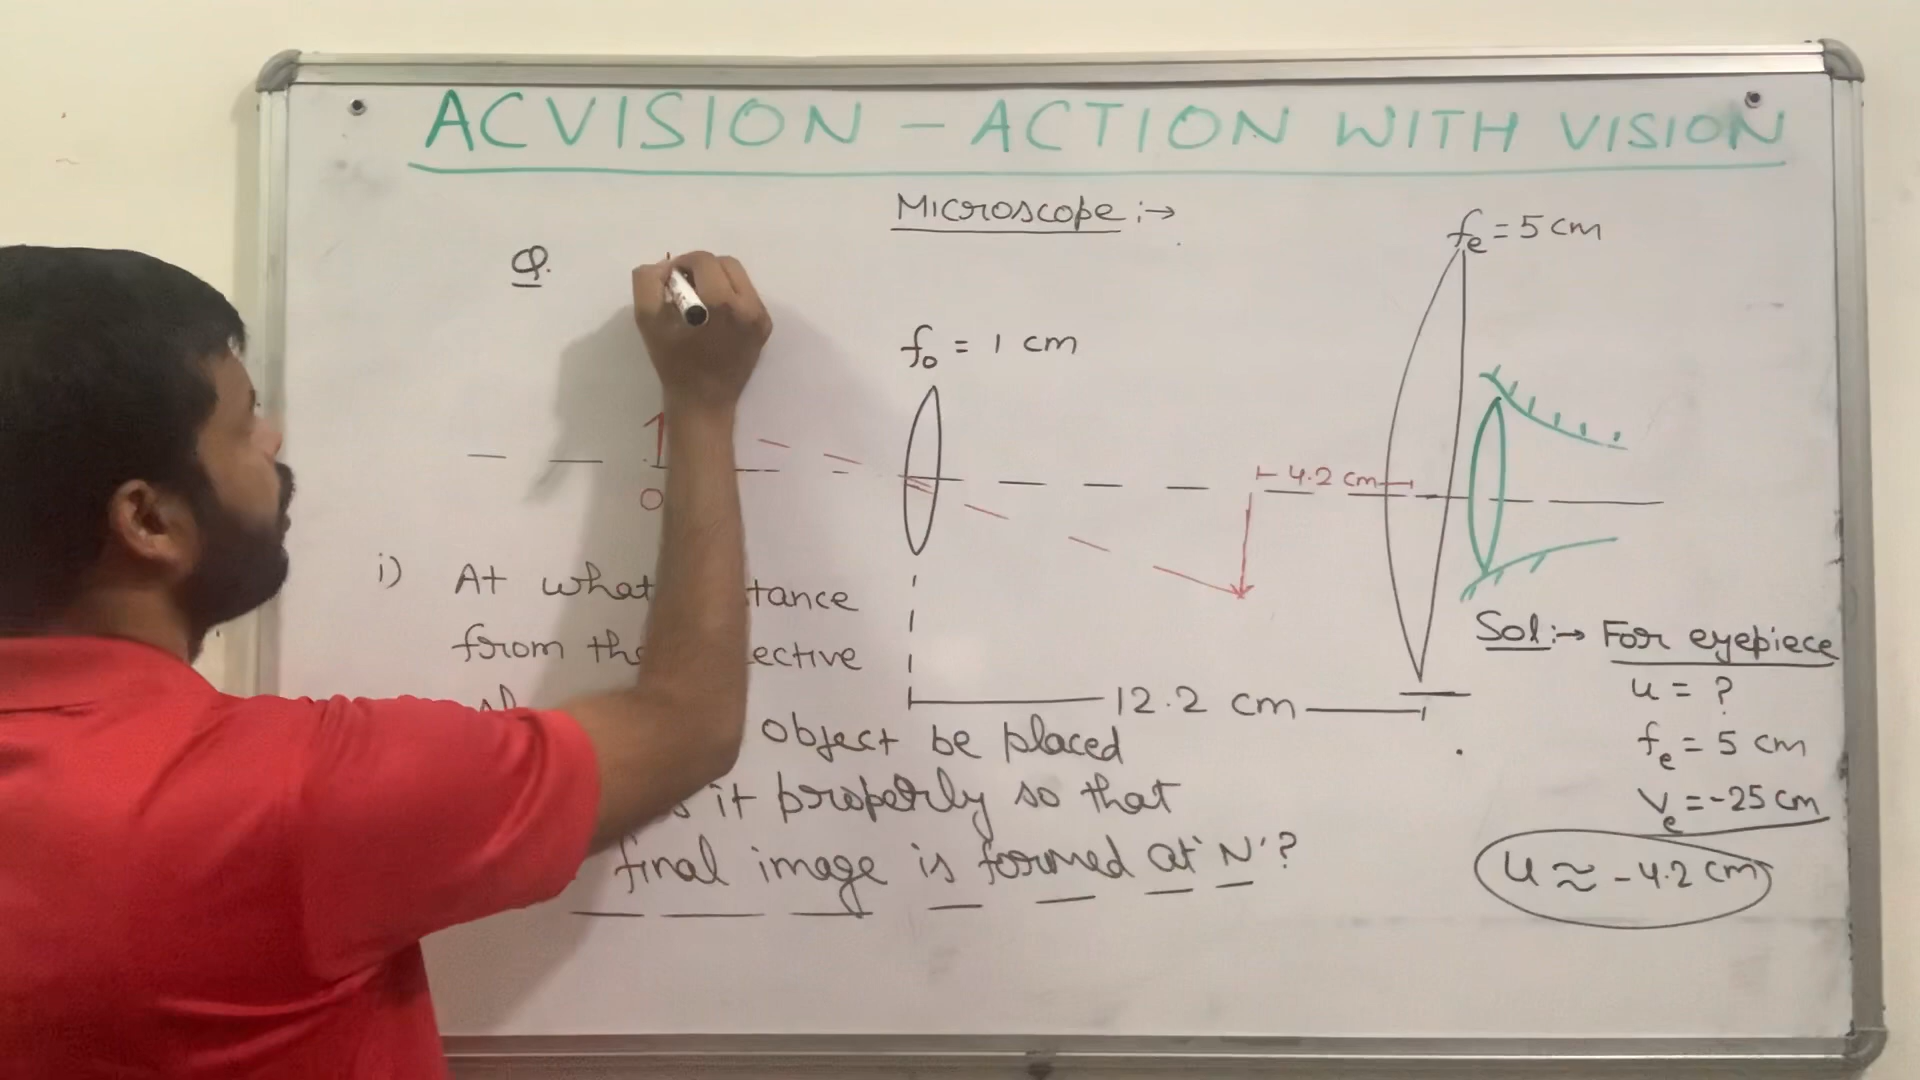 ACVISION - ACTION WITH VISION
Microscope :→
Q.
fe = 5 cm
fo = 1 cm
4.2 cm
O
i) At what tance
from the ective
object be placed
it properly so that
final image is formed at 'N'?
12.2 cm
Sol :→ For eyepiece
u = ?
fe = 5 cm
Ve = -25 cm
u ≈ -4.2 cm